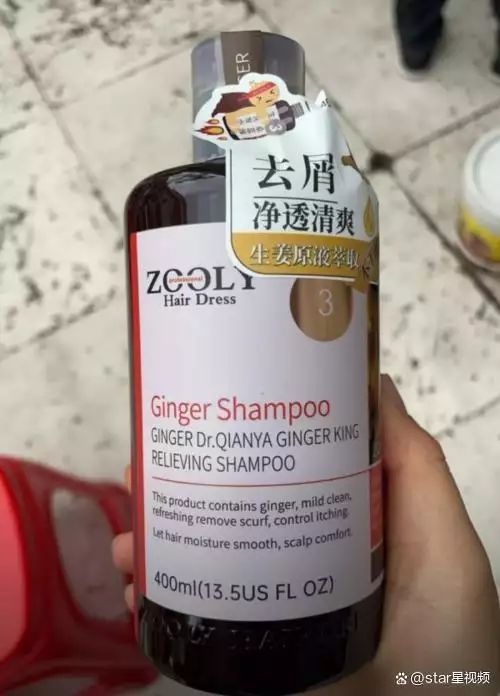 去屑
净透清爽
生姜原液萃取
ZOOLY
professional
Hair Dress
3
Ginger Shampoo
GINGER Dr.QIANYA GINGER KING
RELIEVING SHAMPOO
This product contains ginger, mild clean,
refreshing remove scurf, control itching.
Let hair moisture smooth, scalp comfort.
400ml(13.5US FL OZ)
@star星视频